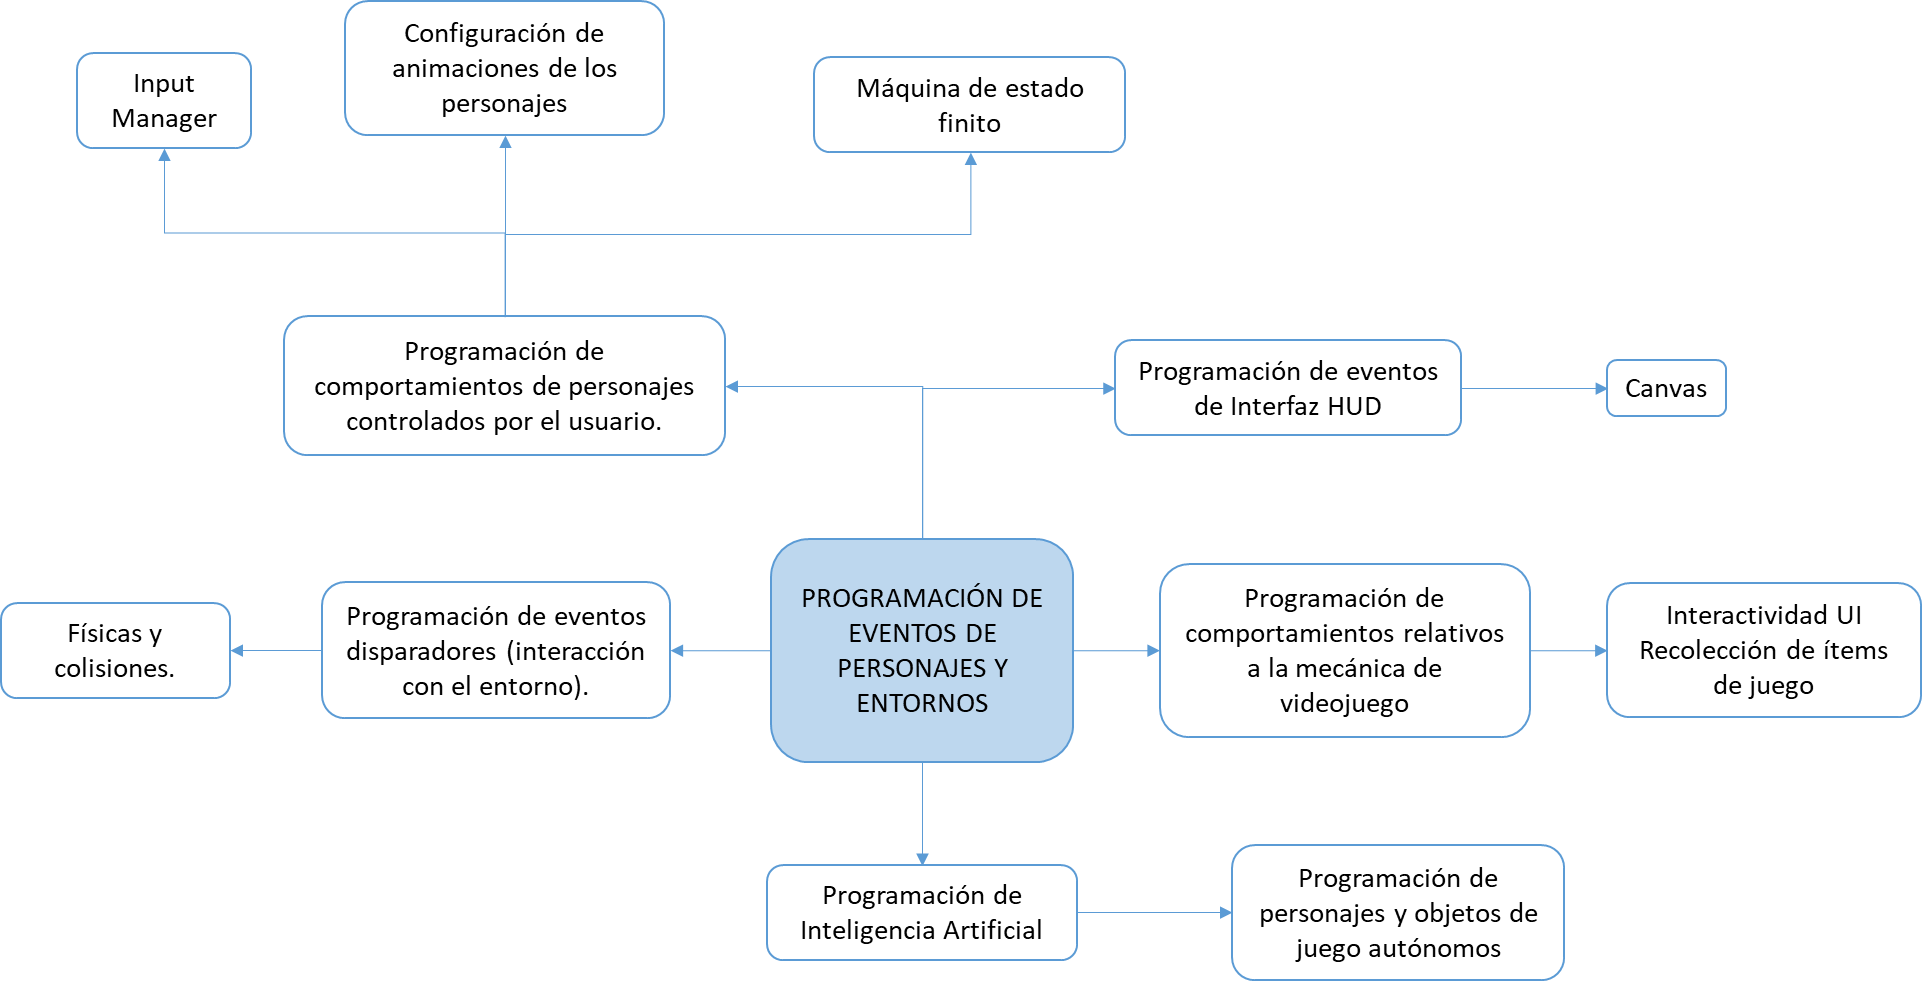 Input
Manager
Configuración de
animaciones de los
personajes
Máquina de estado
finito
Programación de
comportamientos de personajes
controlados por el usuario.
Programación de eventos
de Interfaz HUD
Canvas
Físicas y
colisiones.
Programación de eventos
disparadores (interacción
con el entorno).
PROGRAMACIÓN DE
EVENTOS DE
PERSONAJES Y
ENTORNOS
Programación de
comportamientos relativos
a la mecánica de
videojuego
Interactividad UI
Recolección de ítems
de juego
Programación de
Inteligencia Artificial
Programación de
personajes y objetos de
juego autónomos